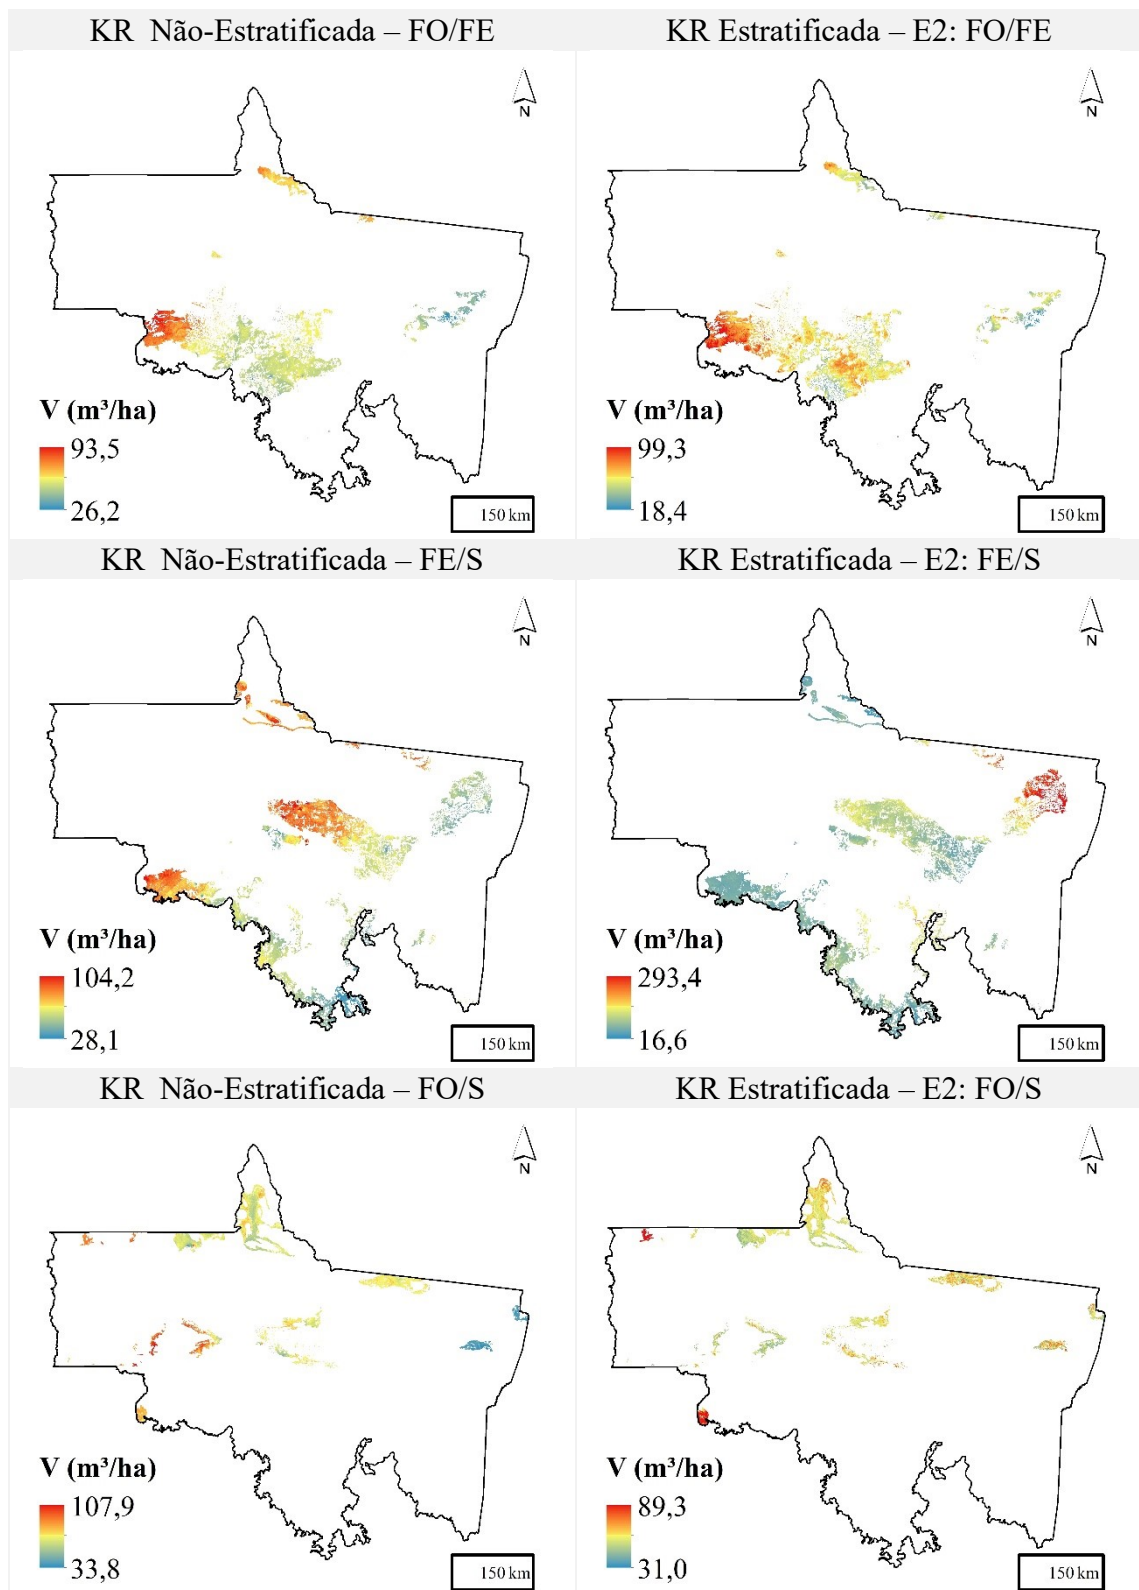 KR Não-Estratificada – FO/FE
KR Estratificada – E2: FO/FE
N
N
V (m³/ha)
93,5
26,2
150 km
V (m³/ha)
99,3
18,4
150 km
KR Não-Estratificada – FE/S
KR Estratificada – E2: FE/S
N
N
V (m³/ha)
104,2
28,1
150 km
V (m³/ha)
293,4
16,6
150 km
KR Não-Estratificada – FO/S
KR Estratificada – E2: FO/S
N
N
V (m³/ha)
107,9
33,8
150 km
V (m³/ha)
89,3
31,0
150 km